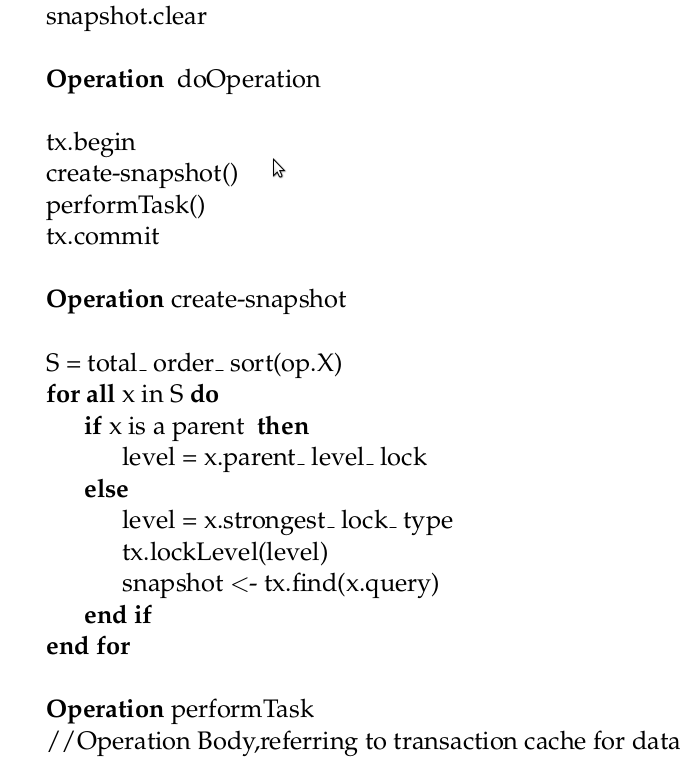 snapshot.clear
Operation doOperation
tx.begin
create-snapshot()
performTask()
tx.commit
Operation create-snapshot
S = total_ order_ sort(op.X)
for all x in S do
if x is a parent then
level = x.parent_ level_ lock
else
level = x.strongest_ lock_ type
tx.lockLevel(level)
snapshot <- tx.find(x.query)
end if
end for
Operation performTask
//Operation Body,referring to transaction cache for data